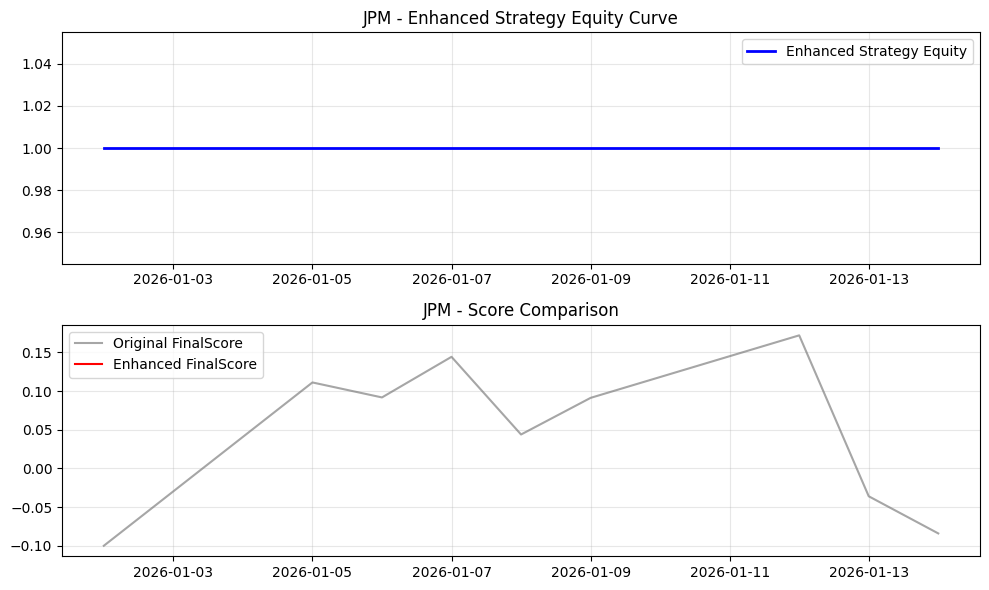 JPM - Enhanced Strategy Equity Curve
Enhanced Strategy Equity
1.04
1.02
1.00
0.98
0.96
2026-01-03 2026-01-05 2026-01-07 2026-01-09 2026-01-11 2026-01-13
JPM - Score Comparison
Original FinalScore
Enhanced FinalScore
0.15
0.10
0.05
0.00
−0.05
−0.10
2026-01-03 2026-01-05 2026-01-07 2026-01-09 2026-01-11 2026-01-13